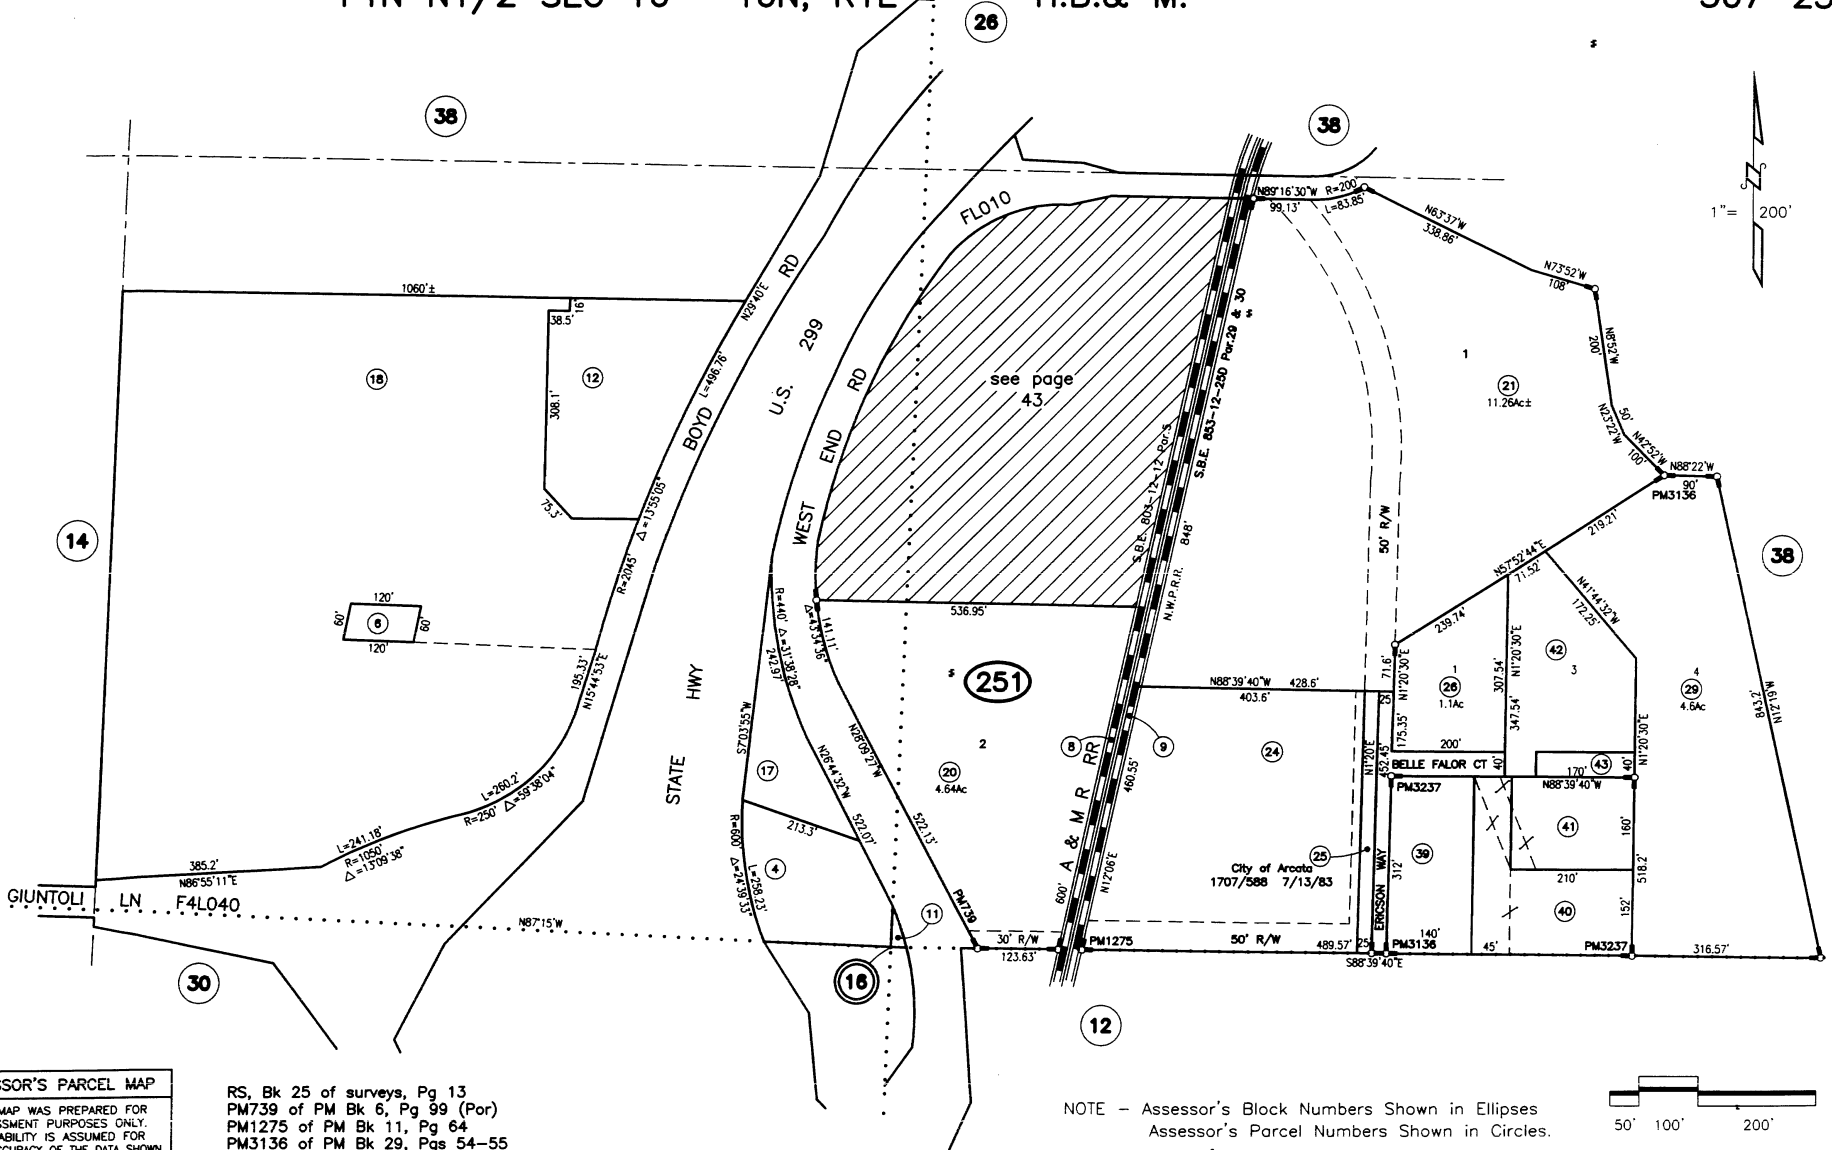 38
38
26
FL010
N89°16'30"W
R=200'
99.13'
L=83.85'
N63°37'W
338.86'
N73°52'W
108'
1"= 200'
1060'±
16'
38.5'
18
12
308.1'
75.3'
N29°40'E
L=496.76'
BOYD RD
U.S. 299
WEST END RD
see page
43
S.B.E. 803-12-12 Par.5
S.B.E. 853-12-25D Par.29 & 30
848'
N.W.P.R.R.
50' R/W
1
21
11.26Ac±
N8°52'W
200'
50'
N23°22'W
N42°52'W
100'
N88°22'W
90'
PM3136
219.21'
38
14
Δ=13°55'05"
R=2045'
120'
60'
6
60'
120'
195.33'
N15°44'53"E
R=440'
Δ=31°38'28"
242.97'
141.11'
Δ=43°34'36"
536.95'
251
2
20
4.64Ac
N57°52'44"E
71.52'
239.74'
N41°44'32"W
172.25'
N88°39'40"W 428.6'
403.6'
25
71.6'
N1°20'30"E
175.35'
1
26
1.1Ac
307.54'
N1°20'30"E
347.54'
42
3
4
29
4.6Ac
843.2'
N12°19'W
N1°20'30"E
STATE HWY
S7°03'55"W
17
N26°44'32"W
522.07'
N28°09'27"W
522.13'
8
9
24
N1°20'E
452.45'
200'
BELLE FALOR CT
40'
43
40'
170'
N88°39'40"W
PM3237
L=260.2'
R=250' Δ=59°38'04"
L=241.18'
R=1050'
Δ=13°09'38"
385.2'
N86°55'11"E
213.3'
R=600'
Δ=24°39'33"
L=258.23'
4
A & M R RR
460.55'
N12°06'E
600'
City of Arcata
1707/588 7/13/83
25
ERICSON WAY
312'
39
41
160'
210'
518.2'
40
152'
GIUNTOLI LN F4L040
N87°15'W
11
PM739
30' R/W
123.63'
PM1275
50' R/W
489.57'
25
PM3136
140'
S88°39'40"E
45'
PM3237
316.57'
30
16
12
MAP WAS PREPARED FOR
PURPOSES ONLY.
IS ASSUMED FOR
OF THE DATA SHOWN
PARCEL MAP
RS, Bk 25 of surveys, Pg 13
PM739 of PM Bk 6, Pg 99 (Por)
PM1275 of PM Bk 11, Pg 64
PM3136 of PM Bk 29, Pgs 54-55
NOTE - Assessor's Block Numbers Shown in Ellipses
Assessor's Parcel Numbers Shown in Circles.
50' 100' 200'